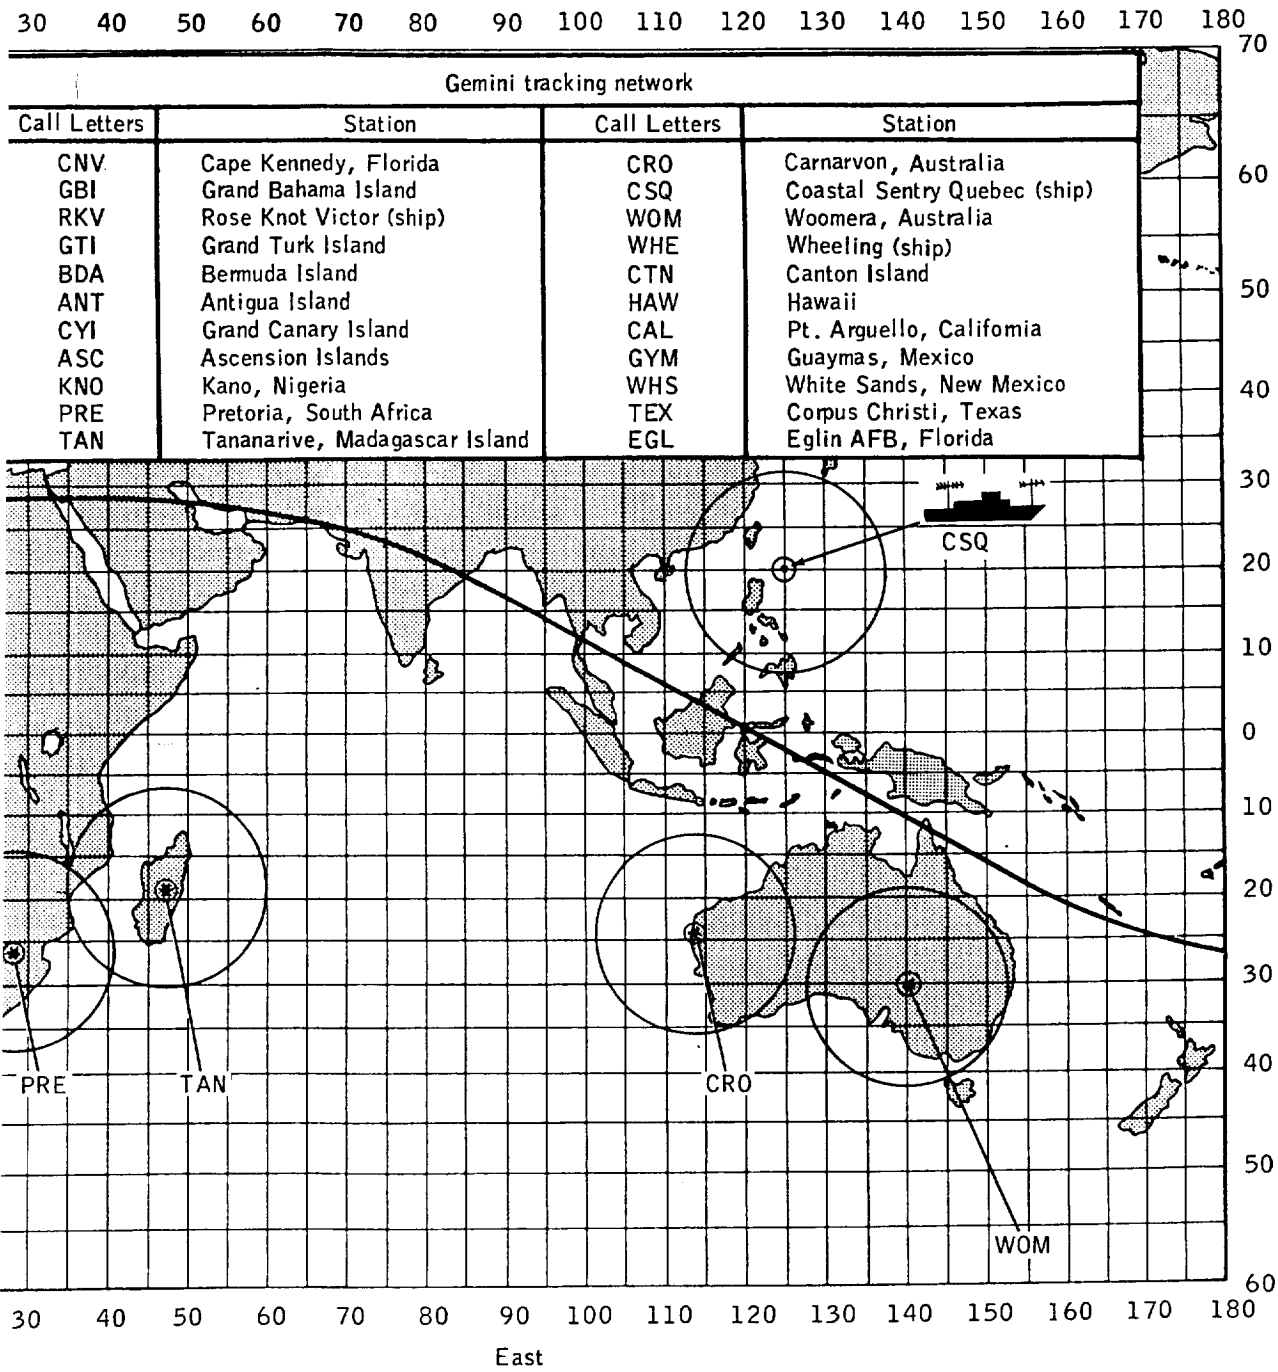 30 40 50 60 70 80 90 100 110 120 130 140 150 160 170 180
70
Gemini tracking network
Call Letters Station Call Letters Station
CNV Cape Kennedy, Florida CRO Carnarvon, Australia
GBI Grand Bahama Island CSQ Coastal Sentry Quebec (ship)
RKV Rose Knot Victor (ship) WOM Woomera, Australia
GTI Grand Turk Island WHE Wheeling (ship)
BDA Bermuda Island CTN Canton Island
ANT Antigua Island HAW Hawaii
CYI Grand Canary Island CAL Pt. Arguello, California
ASC Ascension Islands GYM Guaymas, Mexico
KNO Kano, Nigeria WHS White Sands, New Mexico
PRE Pretoria, South Africa TEX Corpus Christi, Texas
TAN Tananarive, Madagascar Island EGL Eglin AFB, Florida
60
50
40
30
CSQ
20
10
0
10
20
30
40
PRE TAN CRO
50
WOM
60
30 40 50 60 70 80 90 100 110 120 130 140 150 160 170 180
East